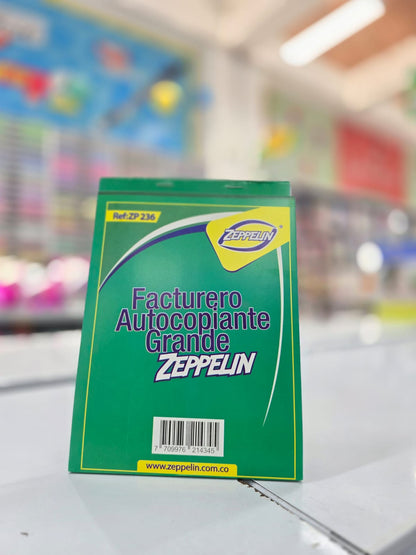 Ref:ZP 236
ZEPPELIN
Facturero
Autocopiante
Grande
ZEPPELIN
7 709976 214345
www.zeppelin.com.co